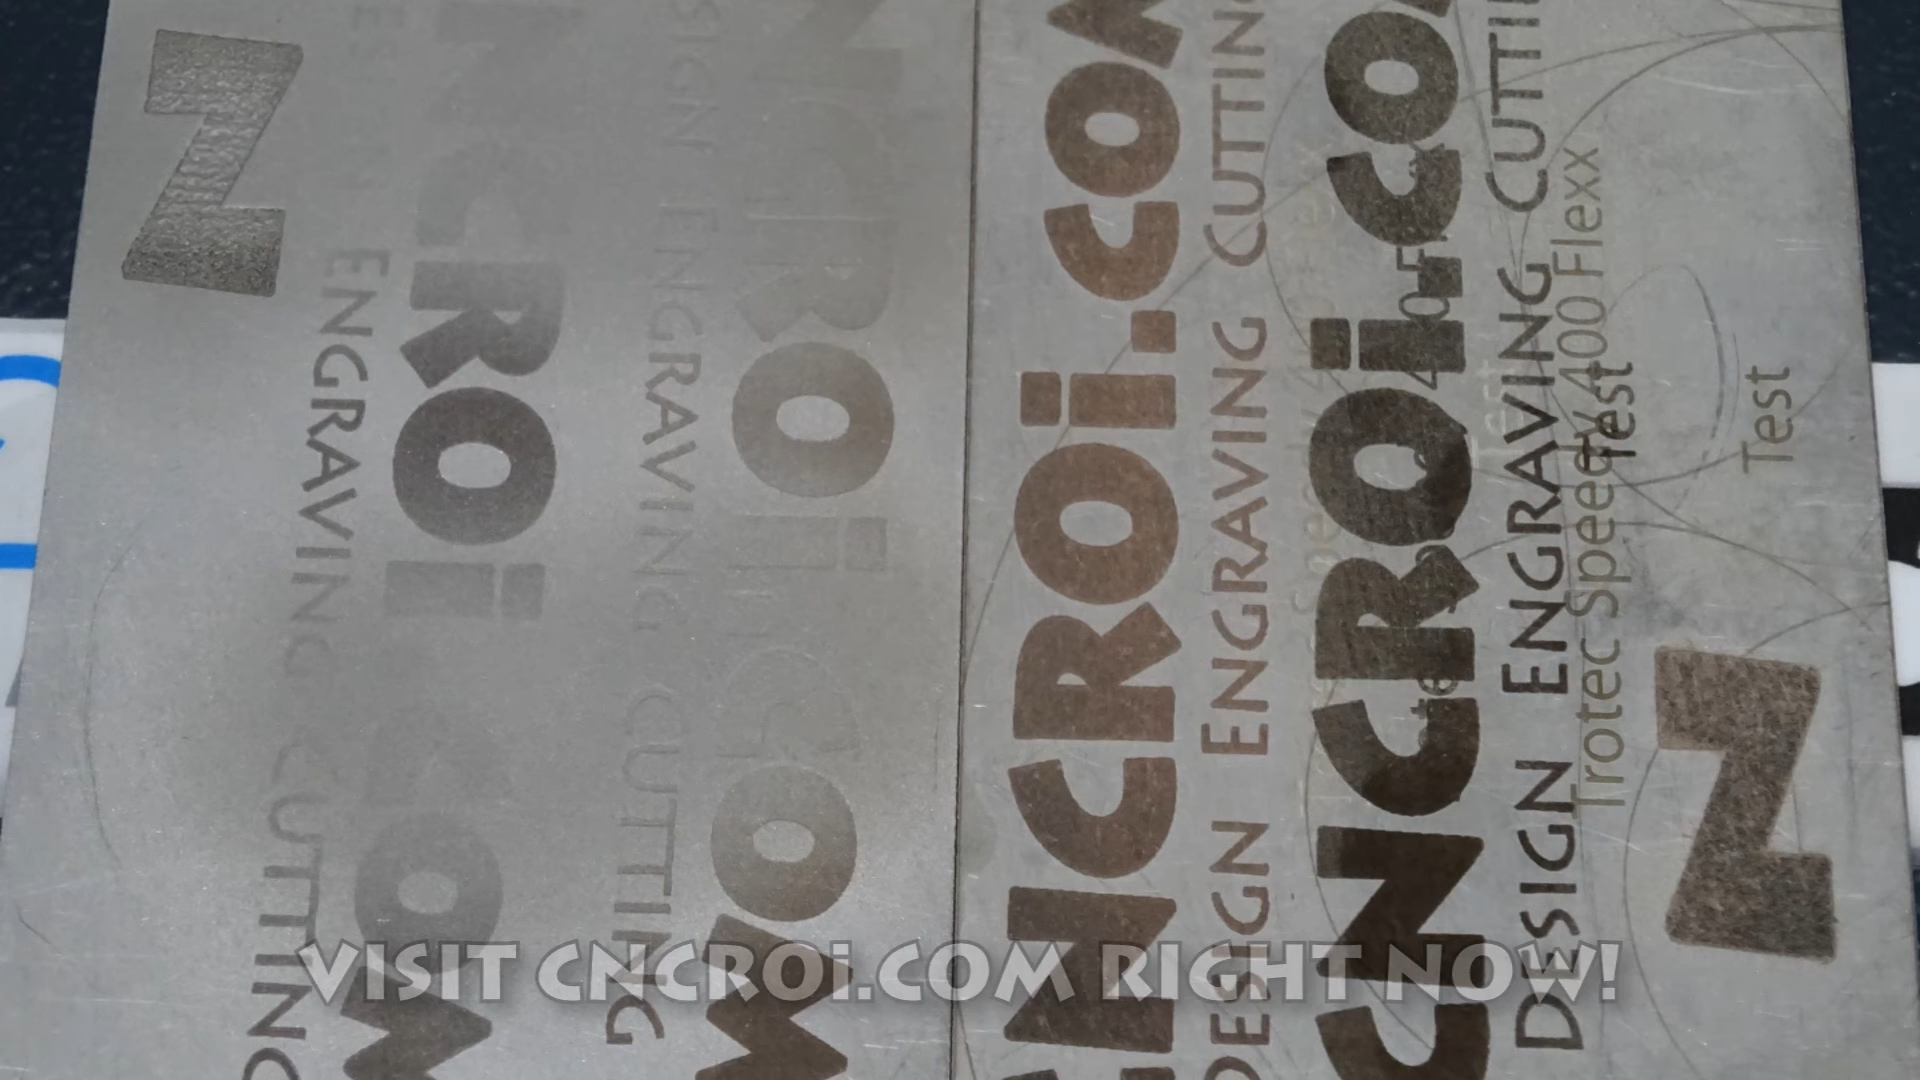 N
DESIGN ENGRAVING CUTTING
CNCROi.COM
DESIGN ENGRAVING CUTTING
CNCROi.COM
CNCROi.COM
DESIGN ENGRAVING CUTTING
CNCROi.COM
DESIGN ENGRAVING CUTTING
Trotec Speedy 400 Flexx
Test
Test
N
VISIT CNCROi.COM RIGHT NOW!